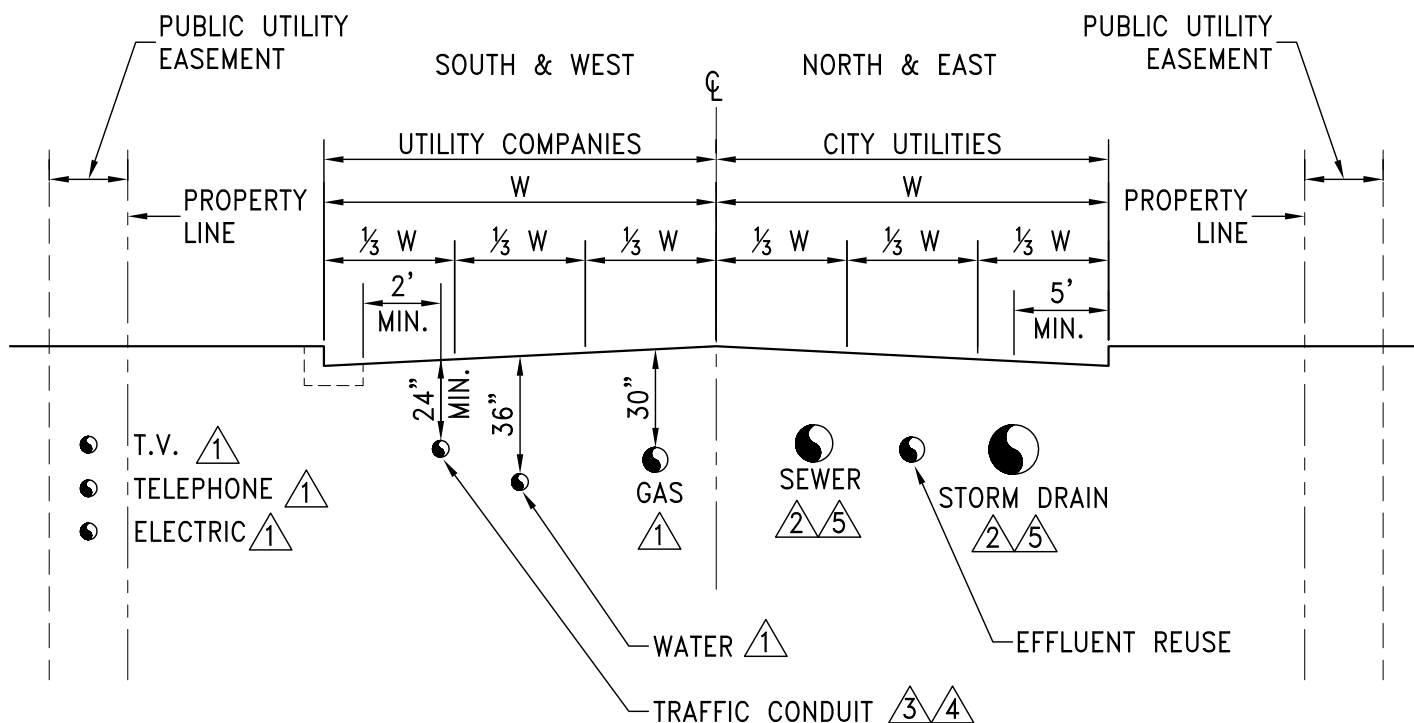 PUBLIC UTILITY
EASEMENT
PUBLIC UTILITY
EASEMENT
SOUTH & WEST
NORTH & EAST
℄
UTILITY COMPANIES
CITY UTILITIES
W
W
PROPERTY
LINE
PROPERTY
LINE
⅓ W
⅓ W
⅓ W
⅓ W
⅓ W
⅓ W
2'
MIN.
5'
MIN.
24"
MIN.
36"
30"
T.V. 1
TELEPHONE 1
ELECTRIC 1
GAS
1
SEWER
2 5
STORM DRAIN
2 5
WATER 1
EFFLUENT REUSE
TRAFFIC CONDUIT 3 4